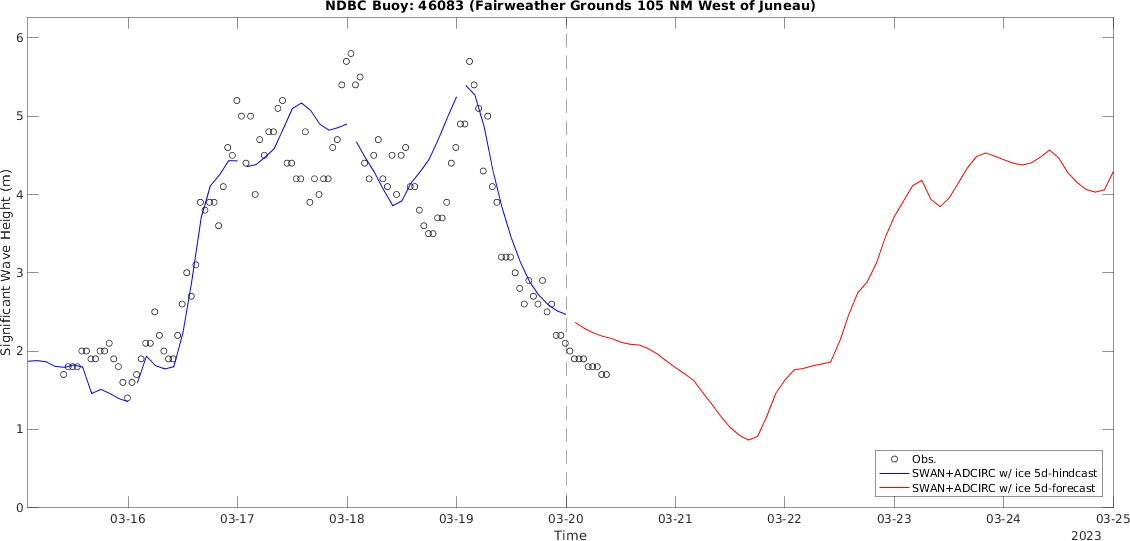 NDBC Buoy: 46083 (Fairweather Grounds 105 NM West of Juneau)
Significant Wave Height (m)
6
5
4
3
2
1
0
Obs.
SWAN+ADCIRC w/ ice 5d-hindcast
SWAN+ADCIRC w/ ice 5d-forecast
03-16 03-17 03-18 03-19 03-20 03-21 03-22 03-23 03-24 03-25
Time
2023